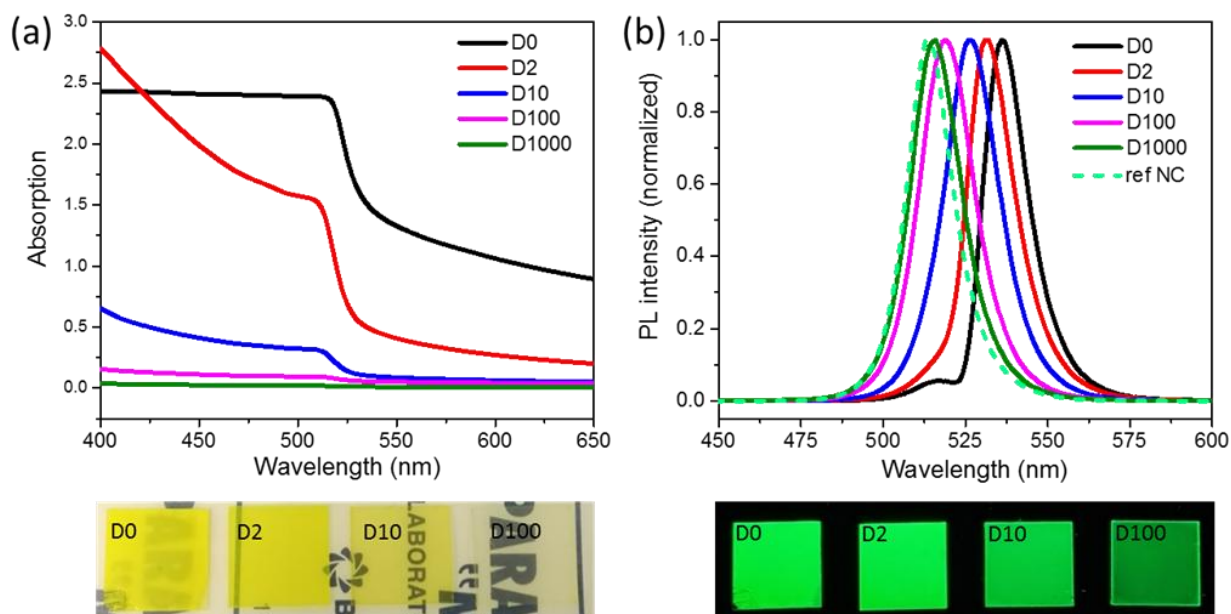 (a)
3.0
2.5
2.0
1.5
1.0
0.5
0.0
Absorption
D0
D2
D10
D100
D1000
400
450
500
550
600
650
Wavelength (nm)
D0
D2
D10
D100
PARA
LABORAT
B
PARA
(b)
1.0
0.8
0.6
0.4
0.2
0.0
PL intensity (normalized)
D0
D2
D10
D100
D1000
ref NC
450
475
500
525
550
575
600
Wavelength (nm)
D0
D2
D10
D100